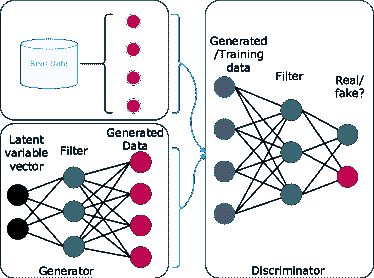 Real Data
Latent
variable
vector
Filter
Generated
Data
Generator
Generated
/Training
data
Filter
Real/
fake?
Discriminator